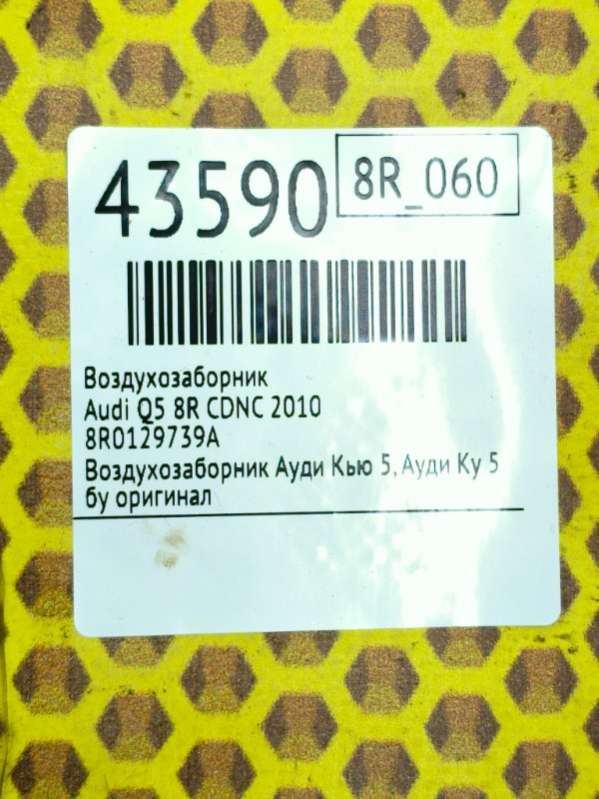 43590
8R_060
Воздухозаборник
Audi Q5 8R CDNC 2010
8R0129739A
Воздухозаборник Ауди Кью 5, Ауди Ку 5
бу оригинал